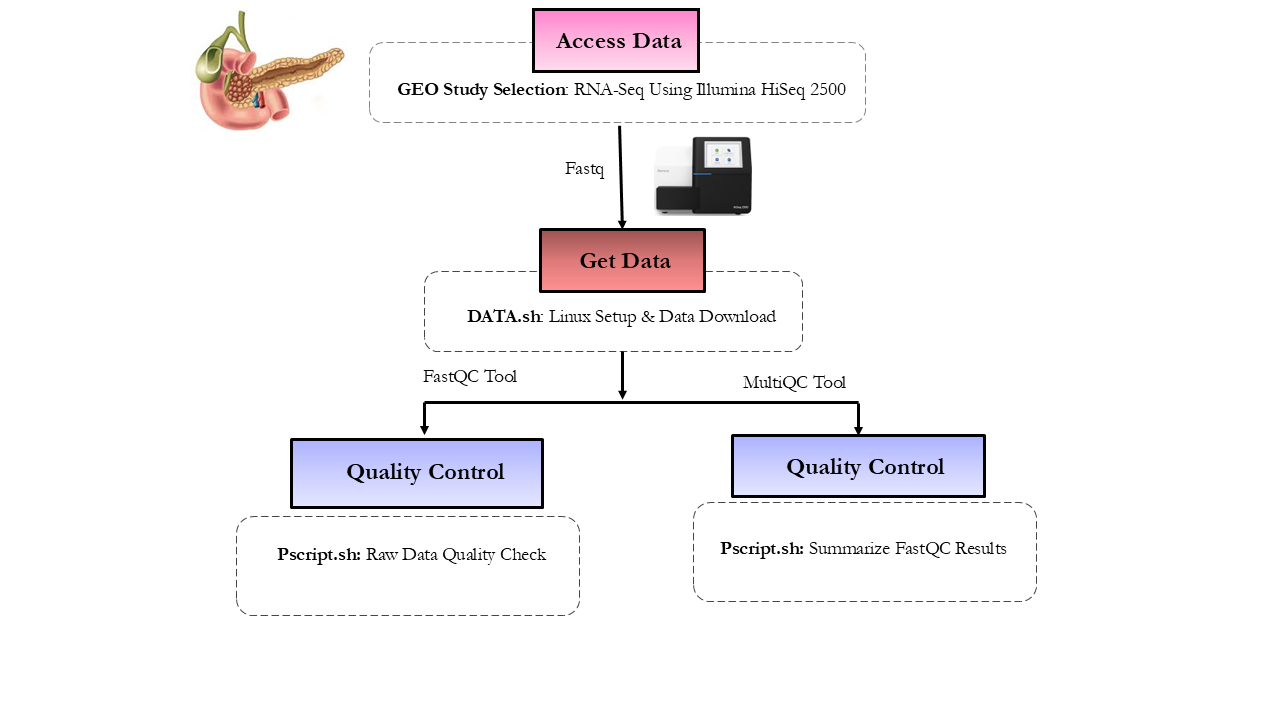 Access Data
GEO Study Selection: RNA-Seq Using Illumina HiSeq 2500
Fastq
Get Data
DATA.sh: Linux Setup & Data Download
FastQC Tool
MultiQC Tool
Quality Control
Quality Control
Pscript.sh: Raw Data Quality Check
Pscript.sh: Summarize FastQC Results